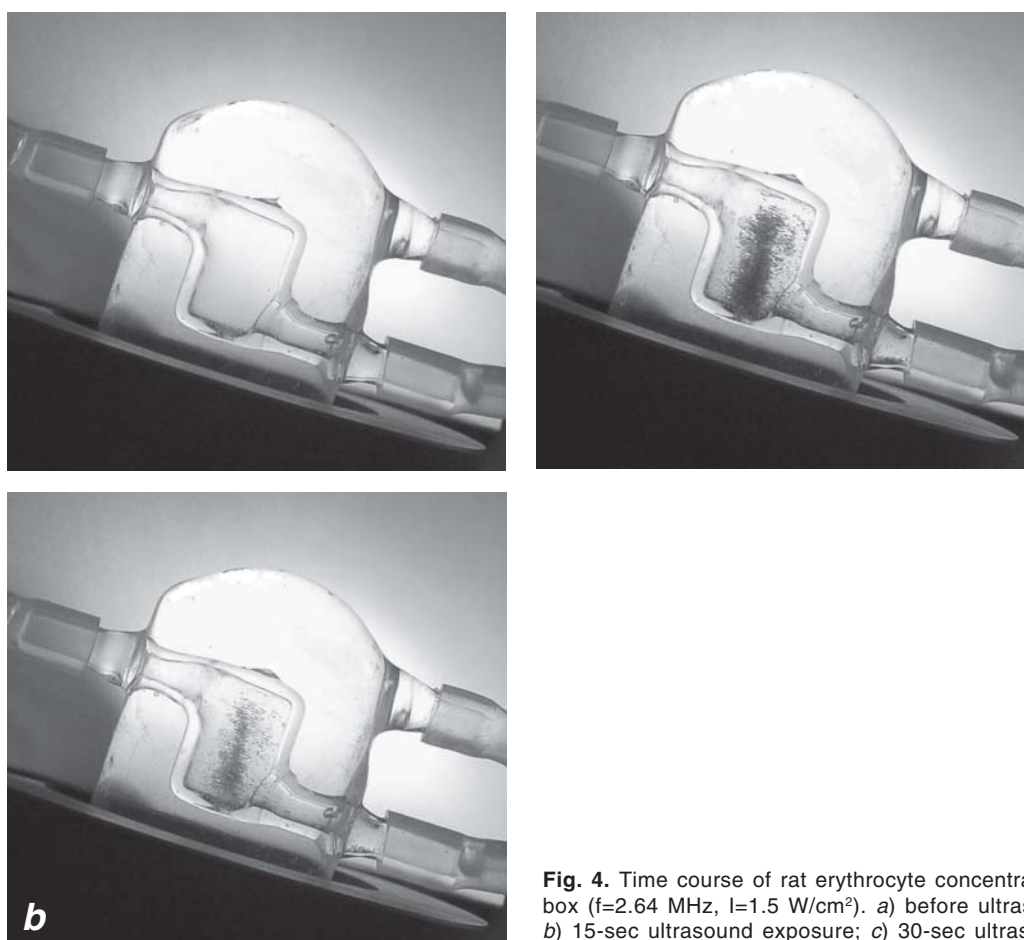 b
Fig. 4. Time course of rat erythrocyte concentra
box (f=2.64 MHz, I=1.5 W/cm²). a) before ultras
b) 15-sec ultrasound exposure; c) 30-sec ultras